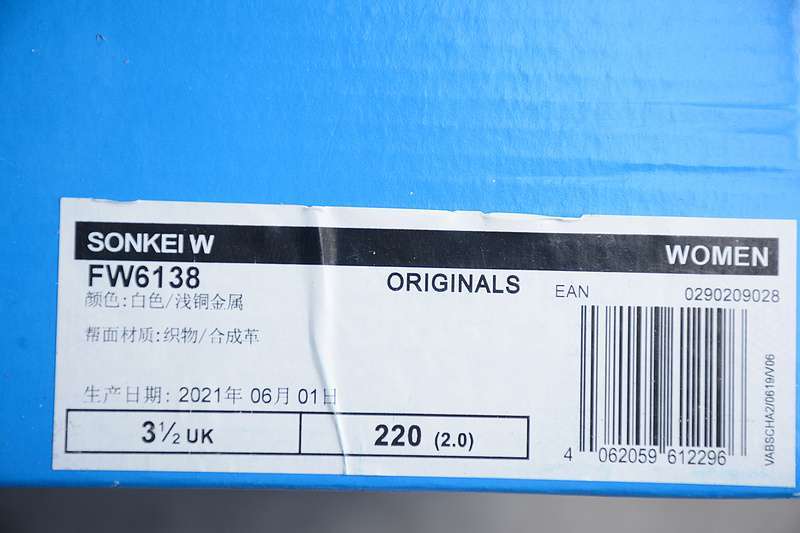 SONKEI W
WOMEN
FW6138
ORIGINALS
EAN
0290209028
颜色:白色/浅铜金属
帮面材质:织物/合成革
生产日期: 2021年 06月 01日
3½ UK
220 (2.0)
4 062059 612296
VABSCHA2/0619/V06